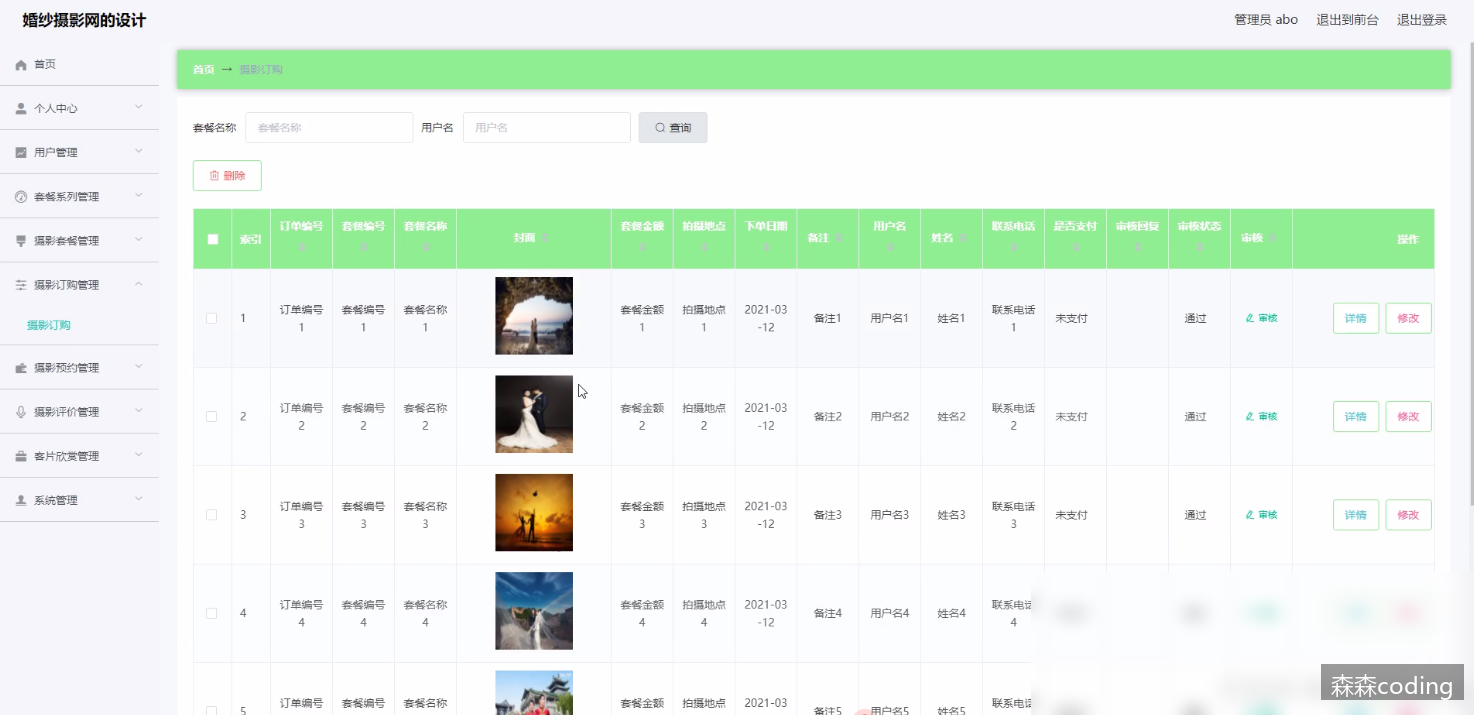 婚纱摄影网的设计
管理员 abo 退出到前台 退出登录
首页
个人中心
用户管理
套餐系列管理
摄影套餐管理
摄影订购管理
摄影订购
摄影预约管理
摄影评价管理
客片欣赏管理
系统管理
首页 → 摄影订购
套餐名称 套餐名称 用户名 用户名 查询
删除
索引 订单编号 套餐编号 套餐名称 封面 套餐金额 拍摄地点 下单日期 备注 用户名 姓名 联系电话 是否支付 审核回复 审核状态 审核 操作
1 订单编号1 套餐编号1 套餐名称1 套餐金额1 拍摄地点1 2021-03-12 备注1 用户名1 姓名1 联系电话1 未支付 通过 审核 详情 修改
2 订单编号2 套餐编号2 套餐名称2 套餐金额2 拍摄地点2 2021-03-12 备注2 用户名2 姓名2 联系电话2 未支付 通过 审核 详情 修改
3 订单编号3 套餐编号3 套餐名称3 套餐金额3 拍摄地点3 2021-03-12 备注3 用户名3 姓名3 联系电话3 未支付 通过 审核 详情 修改
4 订单编号4 套餐编号4 套餐名称4 套餐金额4 拍摄地点4 2021-03-12 备注4 用户名4 姓名4 联系电话4
5 订单编号 套餐编号 套餐名称 套餐金额 拍摄地点 2021-03 备注5 用户名5 姓名5 联系电话
森森coding